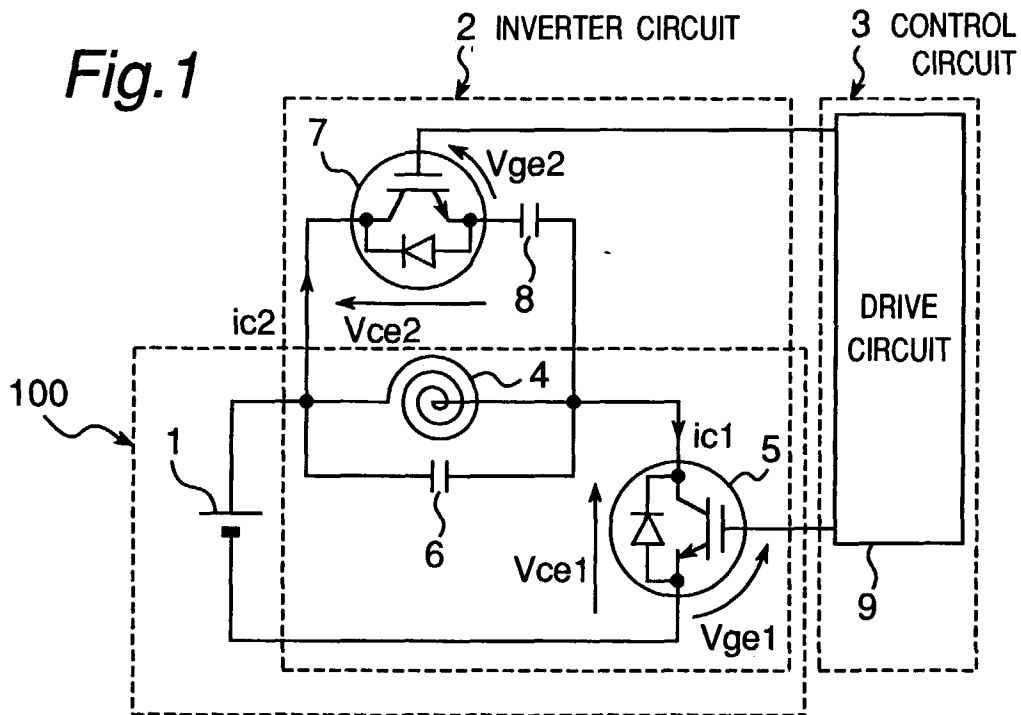 Fig.1
2 INVERTER CIRCUIT
3 CONTROL
CIRCUIT
7
Vge2
8
Vce2
ic2
DRIVE
CIRCUIT
4
100
1
ic1
5
6
Vce1
Vge1
9